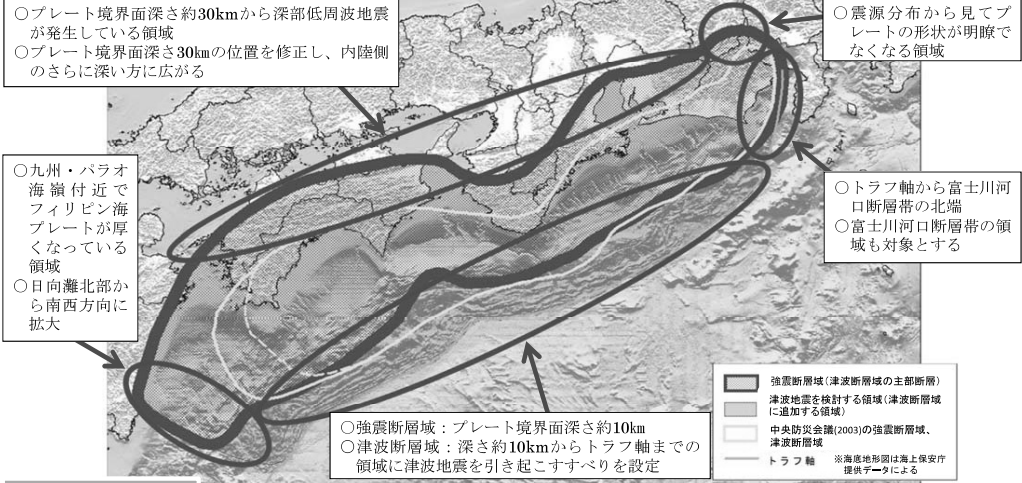 ○プレート境界面深さ約30kmから深部低周波地震
が発生している領域
○プレート境界面深さ30㎞の位置を修正し、内陸側
のさらに深い方に広がる
○震源分布から見てプ
レートの形状が明瞭で
なくなる領域
○九州・パラオ
海嶺付近で
フィリピン海
プレートが厚
くなっている
領域
○日向灘北部か
ら南西方向に
拡大
○トラフ軸から富士川河
口断層帯の北端
○富士川河口断層帯の領
域も対象とする
○強震断層域：プレート境界面深さ約10㎞
○津波断層域：深さ約10kmからトラフ軸までの
領域に津波地震を引き起こすすべりを設定
強震断層域（津波断層域の主部断層）
津波地震を検討する領域（津波断層域
に追加する領域）
中央防災会議(2003)の強震断層域、
津波断層域
トラフ軸
※海底地形図は海上保安庁
提供データによる